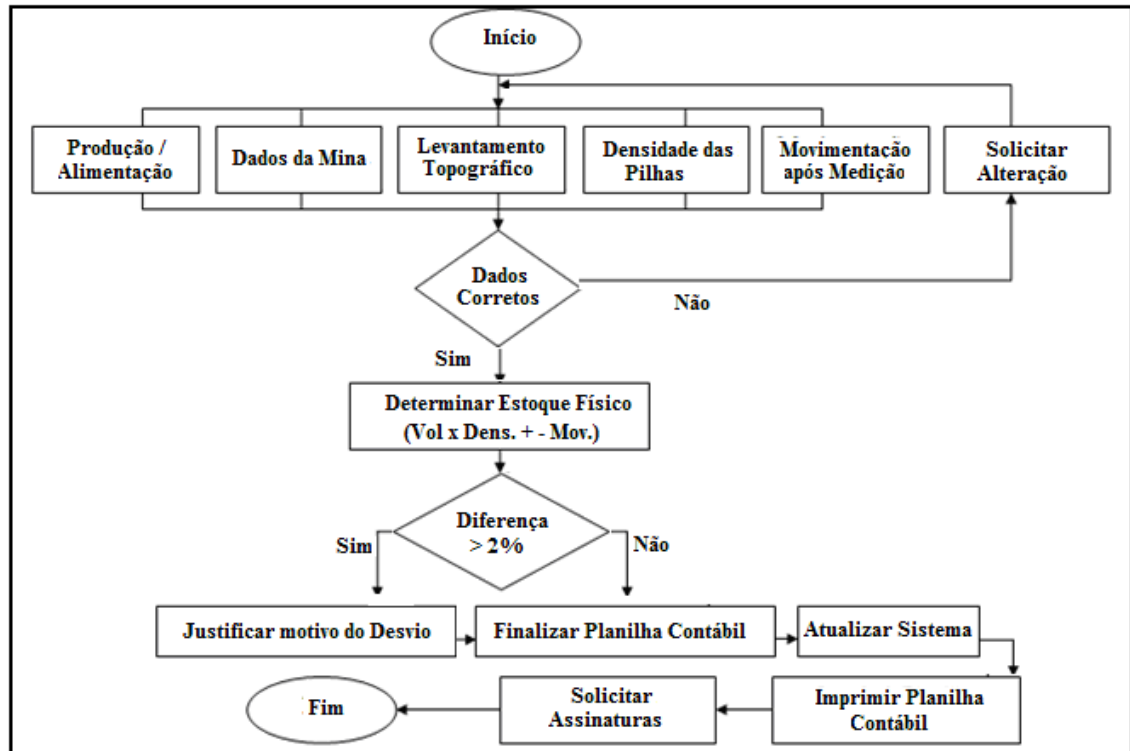 Início
Produção /
Alimentação
Dados da Mina
Levantamento
Topográfico
Densidade das
Pilhas
Movimentação
após Medição
Solicitar
Alteração
Dados
Corretos
Não
Sim
Determinar Estoque Físico
(Vol x Dens. + - Mov.)
Diferença
> 2%
Sim
Não
Justificar motivo do Desvio
Finalizar Planilha Contábil
Atualizar Sistema
Fim
Solicitar
Assinaturas
Imprimir Planilha
Contábil